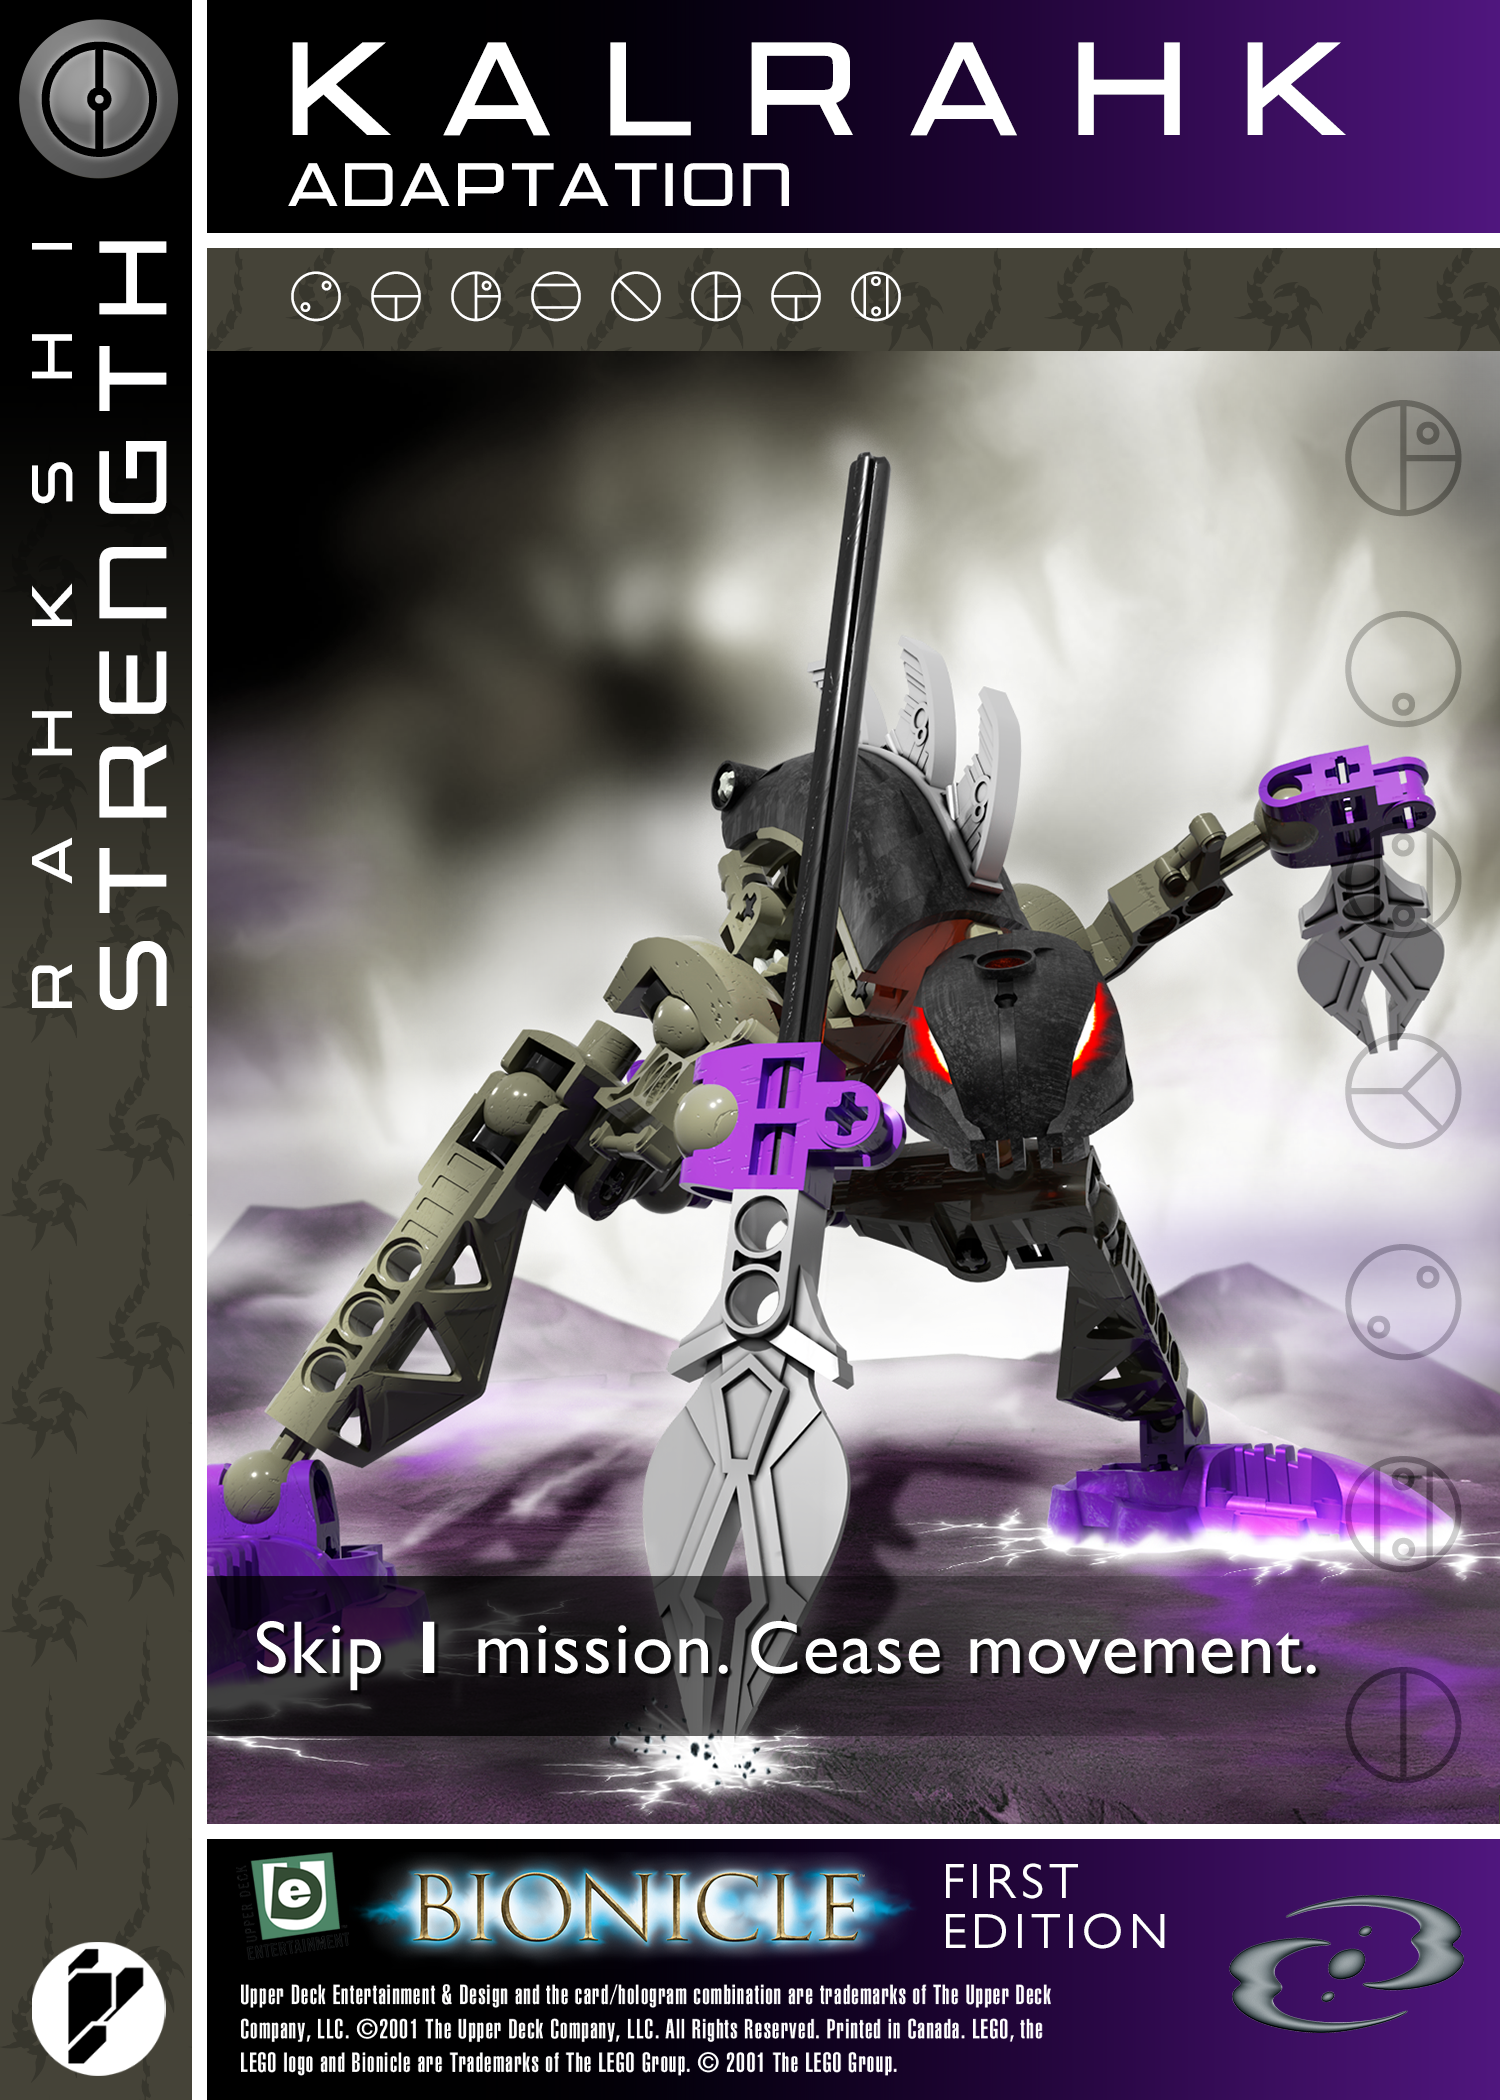 KALRAHK
ADAPTATION
RAHKSHI
STRENGTH
Skip 1 mission. Cease movement.
e
UPPER DECK
ENTERTAINMENT
BIONICLE
FIRST
EDITION
Upper Deck Entertainment & Design and the card/hologram combination are trademarks of The Upper Deck
Company, LLC. ©2001 The Upper Deck Company, LLC. All Rights Reserved. Printed in Canada. LEGO, the
LEGO logo and Bionicle are Trademarks of The LEGO Group. © 2001 The LEGO Group.